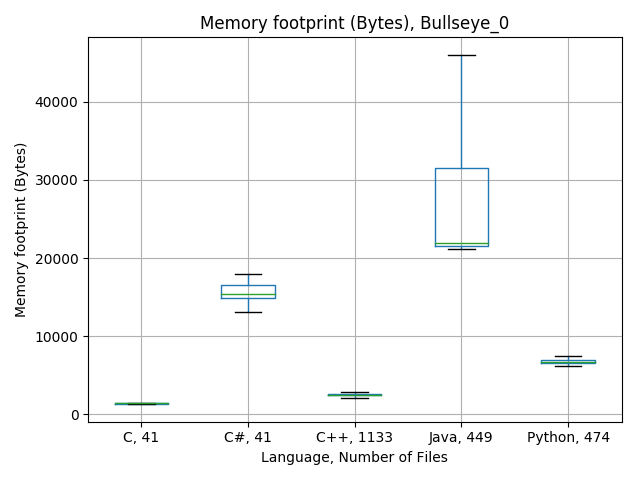 Memory footprint (Bytes), Bullseye_0
Memory footprint (Bytes)
40000
30000
20000
10000
0
C, 41
C#, 41
C++, 1133
Java, 449
Python, 474
Language, Number of Files